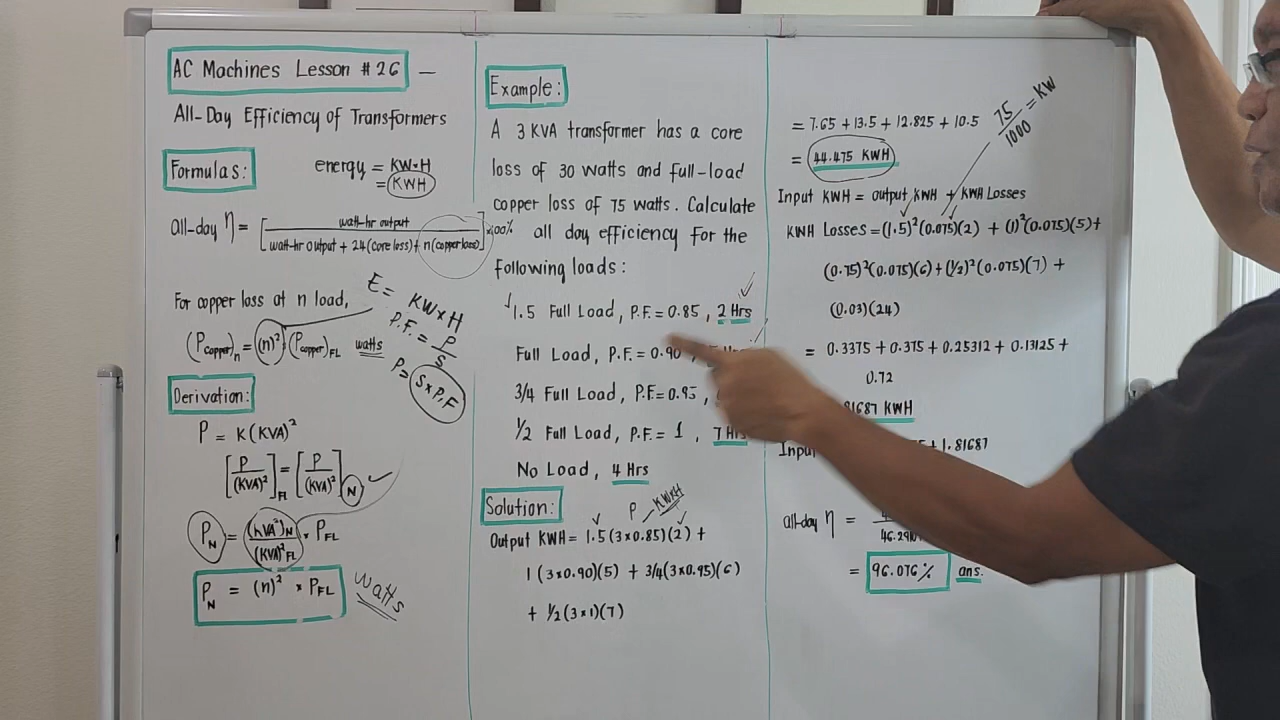 AC Machines Lesson #26 —
All-Day Efficiency of Transformers
Formulas:
energy = KW×H
= KWH
all-day η = [ watt-hr output / watt-hr output + 24(core loss) + n(copper loss) ] × 100%
For copper loss at n load,
(Pcopper)n = (n)² · (Pcopper)FL watts
E = KW×H
P.F. = P/S
P = S×P.F
Derivation:
P = K(KVA)²
[P/(KVA)²]FL = [P/(KVA)²]N
PN = (KVA²)N/(KVA)²FL × PFL
PN = (n)² × PFL
watts
Example:
A 3 KVA transformer has a core
loss of 30 watts and full-load
copper loss of 75 watts. Calculate
all day efficiency for the
following loads:
1.5 Full Load, P.F. = 0.85, 2 Hrs
Full Load, P.F. = 0.90
3/4 Full Load, P.F. = 0.95,
1/2 Full Load, P.F. = 1, 7 Hrs
No Load, 4 Hrs
Solution:
P KW×H
Output KWH = 1.5(3×0.85)(2) +
1(3×0.90)(5) + 3/4(3×0.95)(6)
+ 1/2(3×1)(7)
= 7.65 + 13.5 + 12.825 + 10.5
75/1000 = KW
= 44.475 KWH
Input KWH = output KWH + KWH Losses
KWH Losses = (1.5)²(0.075)(2) + (1)²(0.075)(5) +
(0.75)²(0.075)(6) + (1/2)²(0.075)(7) +
(0.03)(24)
= 0.3375 + 0.375 + 0.25312 + 0.13125 +
0.72
81687 KWH
+ 1.81687
all-day η =
46.29
= 96.076% ans.